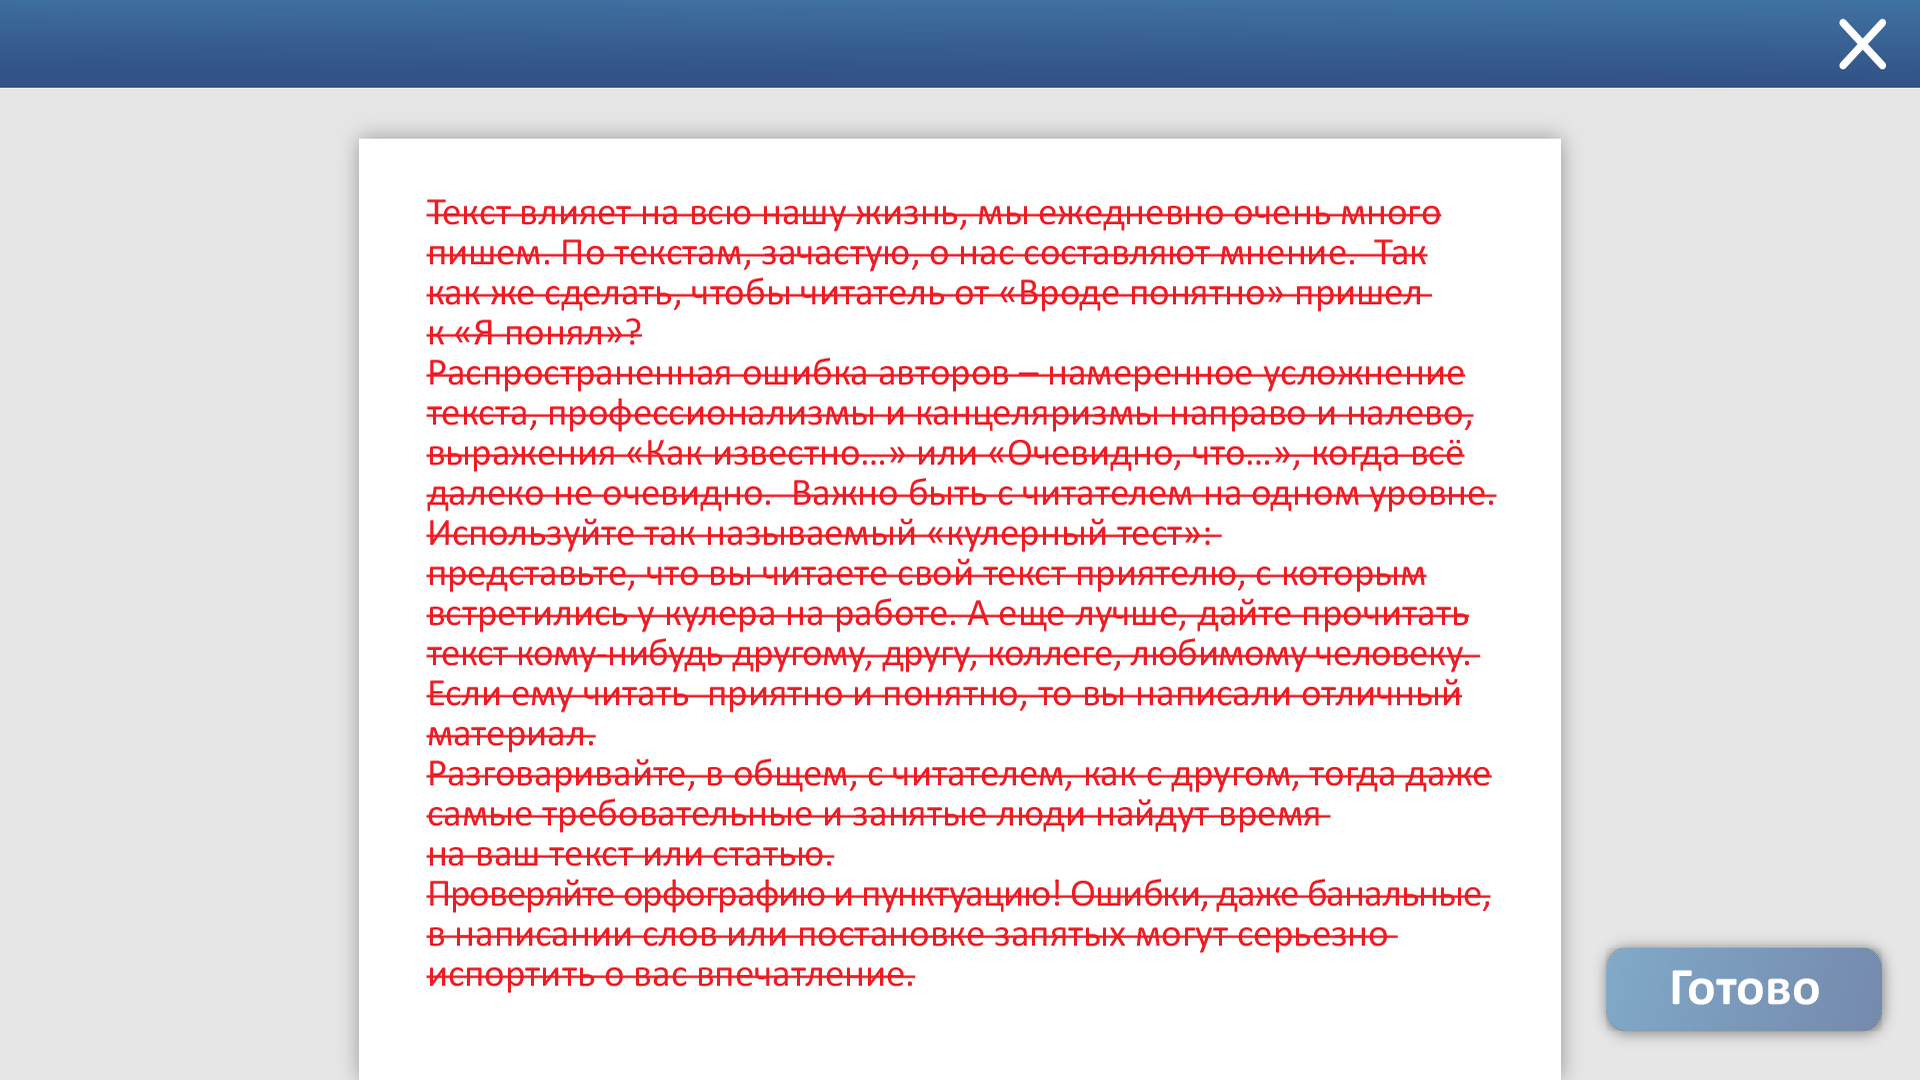 Текст влияет на всю нашу жизнь, мы ежедневно очень много
пишем. По текстам, зачастую, о нас составляют мнение.  Так
как же сделать, чтобы читатель от «Вроде понятно» пришел
к «Я понял»?
Распространенная ошибка авторов – намеренное усложнение
текста, профессионализмы и канцеляризмы направо и налево,
выражения «Как известно...» или «Очевидно, что...», когда всё
далеко не очевидно.  Важно быть с читателем на одном уровне.
Используйте так называемый «кулерный тест»:
представьте, что вы читаете свой текст приятелю, с которым
встретились у кулера на работе. А еще лучше, дайте прочитать
текст кому-нибудь другому, другу, коллеге, любимому человеку.
Если ему читать  приятно и понятно, то вы написали отличный
материал.
Разговаривайте, в общем, с читателем, как с другом, тогда даже
самые требовательные и занятые люди найдут время
на ваш текст или статью.
Проверяйте орфографию и пунктуацию! Ошибки, даже банальные,
в написании слов или постановке запятых могут серьезно
испортить о вас впечатление.
Готово